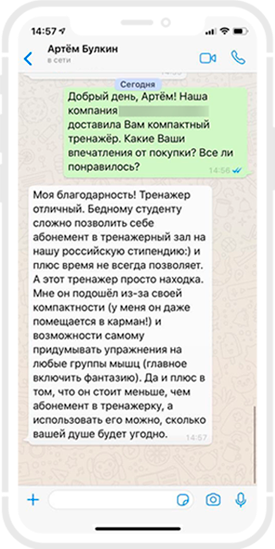 14:57
Артём Булкин
в сети
Сегодня
Добрый день, Артём! Наша
компания
доставила Вам компактный
тренажёр. Какие Ваши
впечатления от покупки? Все ли
понравилось?
14:56
Моя благодарность! Тренажер
отличный. Бедному студенту
сложно позволить себе
абонемент в тренажерный зал на
нашу российскую стипендию:) и
плюс время не всегда позволяет.
А этот тренажер просто находка.
Мне он подошёл из-за своей
компактности (у меня он даже
помещается в карман!) и
возможности самому
придумывать упражнения на
любые группы мышц (главное
включить фантазию). Да и плюс в
том, что он стоит меньше, чем
абонемент в тренажерку, а
использовать его можно, сколько
вашей душе будет угодно.
14:57